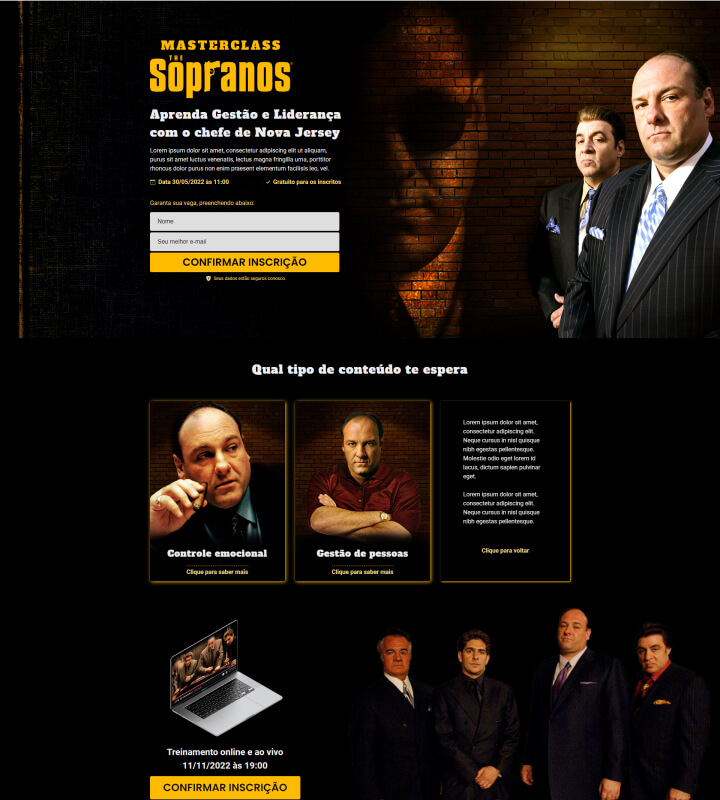 MASTERCLASS
THE
Sopranos
Aprenda Gestão e Liderança
com o chefe de Nova Jersey
Lorem ipsum dolor sit amet, consectetur adipiscing elit ut aliquam,
purus sit amet luctus venenatis, lectus magna fringilla urna, porttitor
rhoncus dolor purus non enim praesent elementum facilisis leo, vel.
Data 30/05/2022 às 11:00
Gratuito para os inscritos
Garanta sua vaga, preenchendo abaixo:
Nome
Seu melhor e-mail
CONFIRMAR INSCRIÇÃO
Seus dados estão seguros conosco.
Qual tipo de conteúdo te espera
Controle emocional
Clique para saber mais
Gestão de pessoas
Clique para saber mais
Lorem ipsum dolor sit amet,
consectetur adipiscing elit.
Neque cursus in nisl quisque
nibh egestas pellentesque.
Molestie odio eget lorem id
lacus, dictum sapien pulvinar
eget.
Lorem ipsum dolor sit amet,
consectetur adipiscing elit.
Neque cursus in nisl quisque
nibh egestas pellentesque.
Clique para voltar
Treinamento online e ao vivo
11/11/2022 às 19:00
CONFIRMAR INSCRIÇÃO